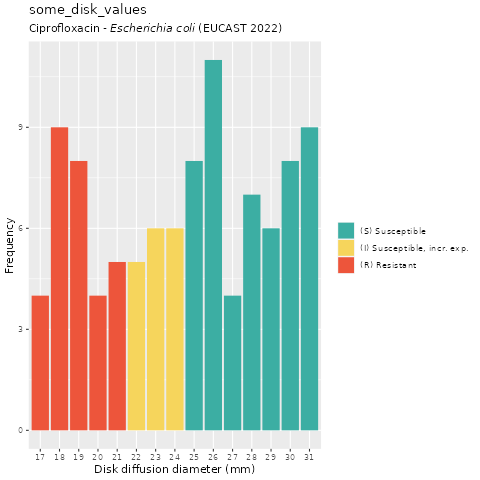 some_disk_values
Ciprofloxacin - Escherichia coli (EUCAST 2022)
Frequency
9
6
3
0
17 18 19 20 21 22 23 24 25 26 27 28 29 30 31
Disk diffusion diameter (mm)
(S) Susceptible
(I) Susceptible, incr. exp.
(R) Resistant